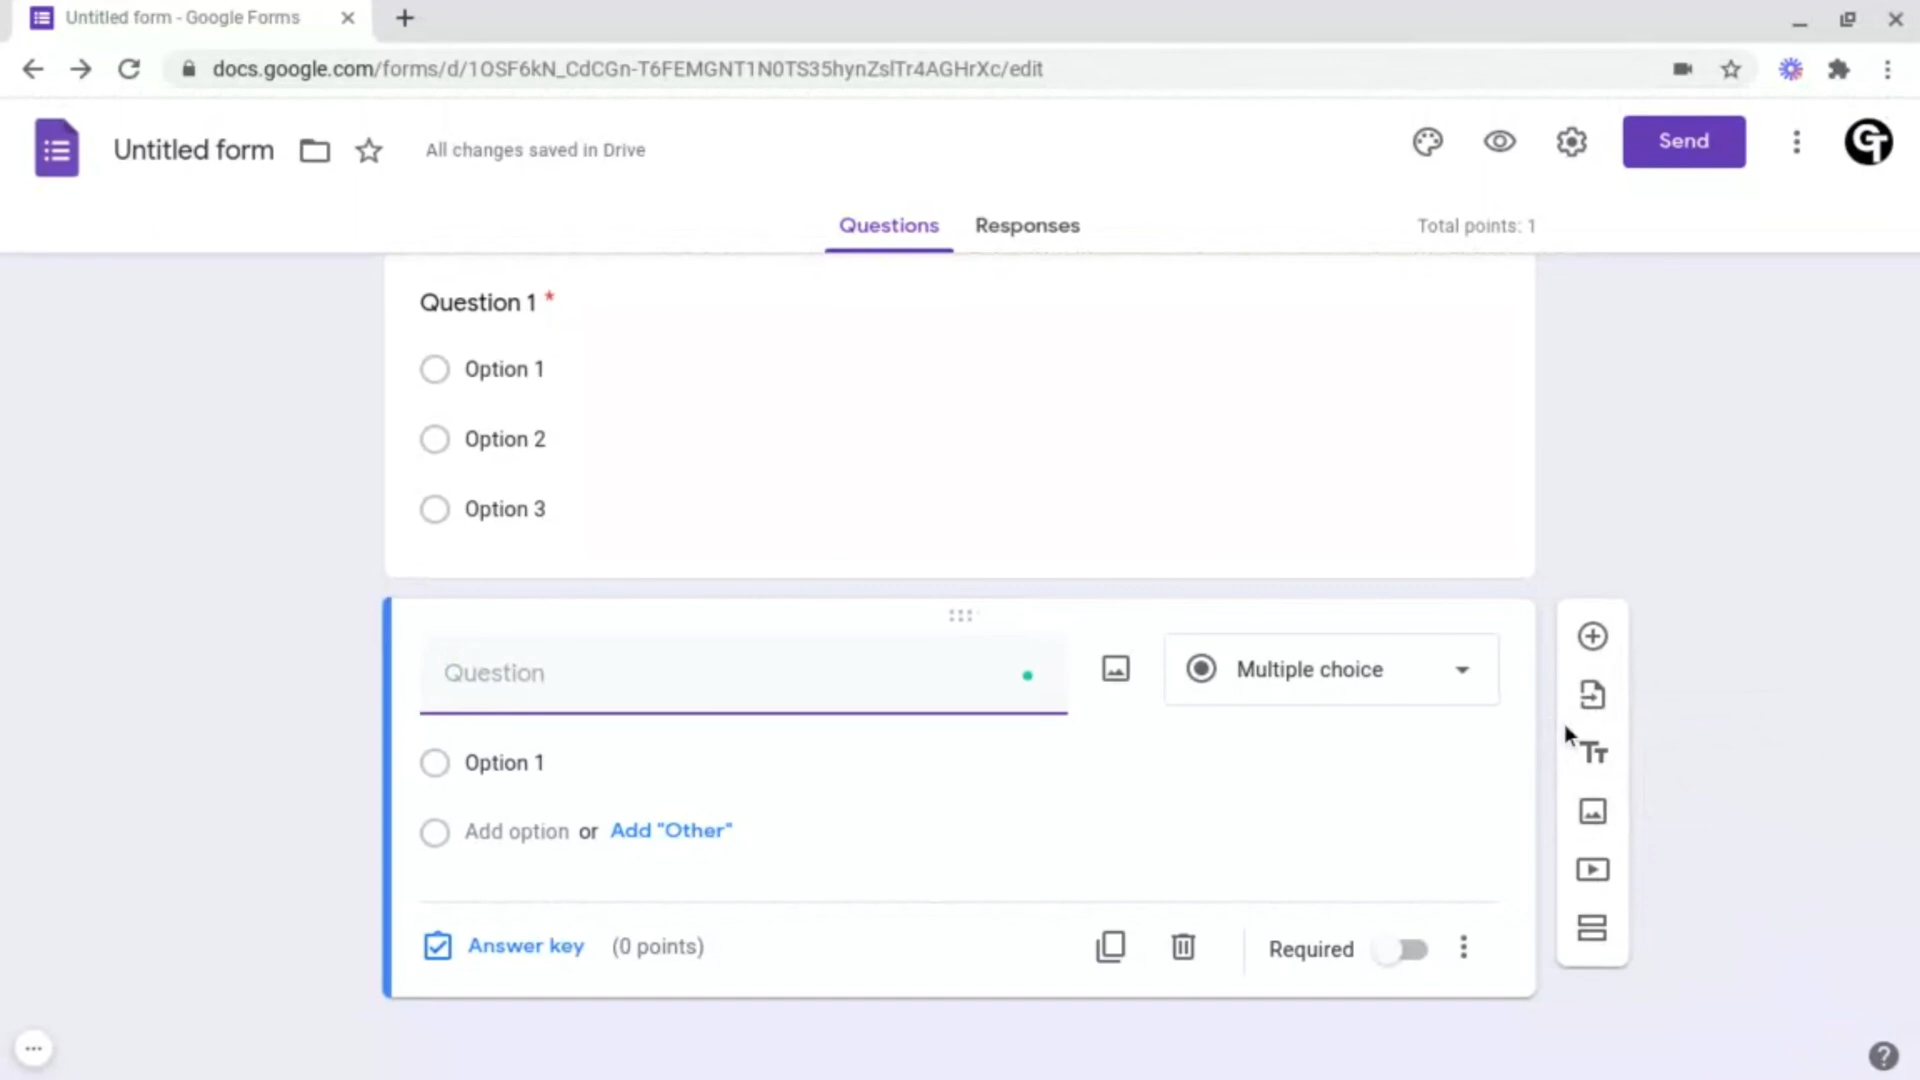 Untitled form - Google Forms
docs.google.com/forms/d/1OSF6kN_CdCGn-T6FEMGNT1N0TS35hynZslTr4AGHrXc/edit
Untitled form
All changes saved in Drive
Send
GT
Questions
Responses
Total points: 1
Question 1 *
Option 1
Option 2
Option 3
Question
Multiple choice
Option 1
Add option or Add "Other"
Answer key (0 points)
Required